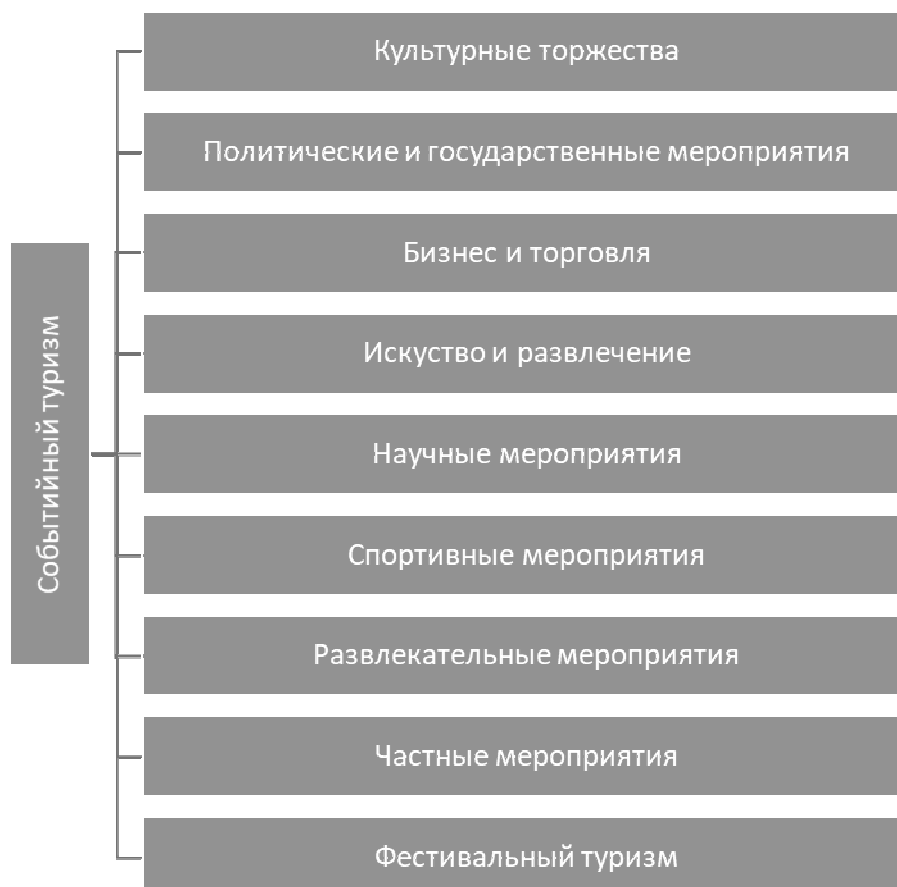 Событийный туризм
Культурные торжества
Политические и государственные мероприятия
Бизнес и торговля
Искуство и развлечение
Научные мероприятия
Спортивные мероприятия
Развлекательные мероприятия
Частные мероприятия
Фестивальный туризм